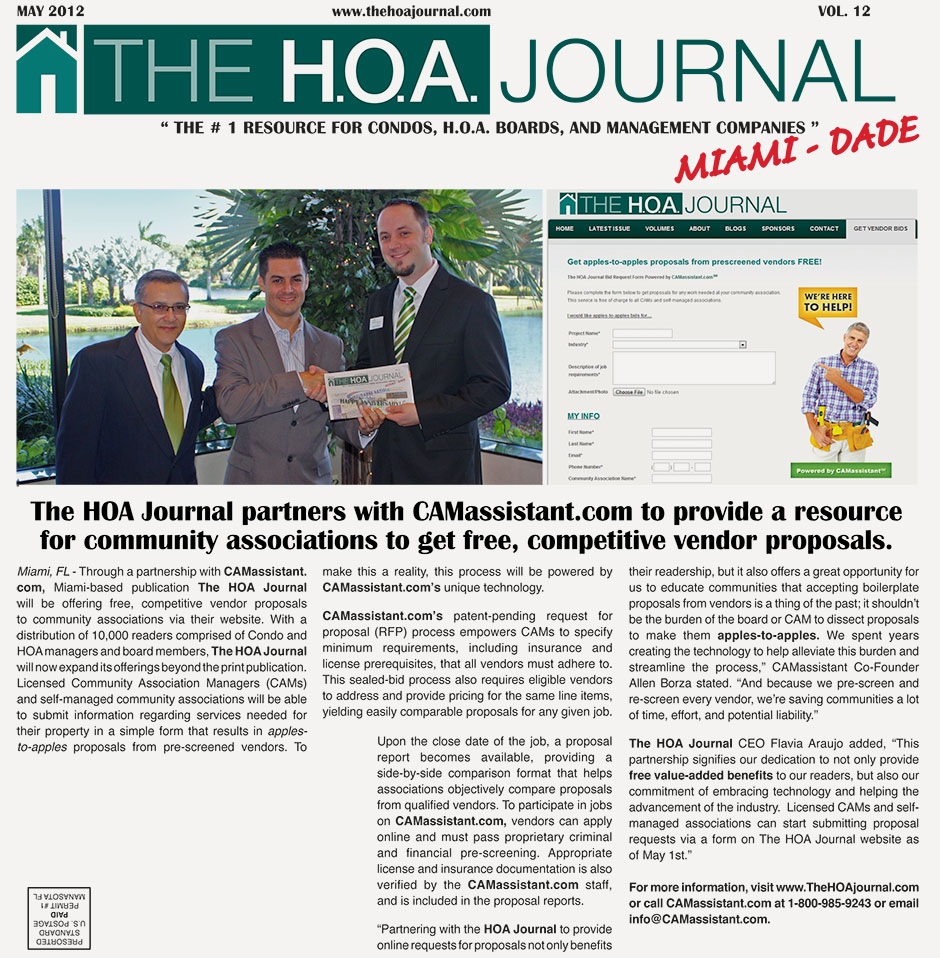 MAY 2012
www.thehoajournal.com
VOL. 12
THE H.O.A. JOURNAL
“ THE # 1 RESOURCE FOR CONDOS, H.O.A. BOARDS, AND MANAGEMENT COMPANIES ”
MIAMI - DADE
THE H.O.A. JOURNAL
MIAMI - DADE
HAPPY ANNIVERSARY
THE H.O.A. JOURNAL
HOME LATEST ISSUE VOLUMES ABOUT BLOGS SPONSORS CONTACT GET VENDOR BIDS
Get apples-to-apples proposals from prescreened vendors FREE!
The HOA Journal Bid Request Form Powered by CAMassistant.com℠
Please complete the form below to get proposals for any work needed at your community association.
This service is free of charge to all CAMs and self managed associations.
I would like apples to apples bids for...
Project Name*
Industry*
Description of job
requirements*
Attachment/Photo Choose File No file chosen
MY INFO
First Name*
Last Name*
Email*
Phone Number*
Community Association Name*
WE'RE HERE
TO HELP!
Powered by CAMassistant℠
The HOA Journal partners with CAMassistant.com to provide a resource
for community associations to get free, competitive vendor proposals.
Miami, FL - Through a partnership with CAMassistant.
com, Miami-based publication The HOA Journal
will be offering free, competitive vendor proposals
to community associations via their website. With a
distribution of 10,000 readers comprised of Condo and
HOA managers and board members, The HOA Journal
will now expand its offerings beyond the print publication.
Licensed Community Association Managers (CAMs)
and self-managed community associations will be able
to submit information regarding services needed for
their property in a simple form that results in apples-
to-apples proposals from pre-screened vendors. To
make this a reality, this process will be powered by
CAMassistant.com’s unique technology.
CAMassistant.com’s patent-pending request for
proposal (RFP) process empowers CAMs to specify
minimum requirements, including insurance and
license prerequisites, that all vendors must adhere to.
This sealed-bid process also requires eligible vendors
to address and provide pricing for the same line items,
yielding easily comparable proposals for any given job.
Upon the close date of the job, a proposal
report becomes available, providing a
side-by-side comparison format that helps
associations objectively compare proposals
from qualified vendors. To participate in jobs
on CAMassistant.com, vendors can apply
online and must pass proprietary criminal
and financial pre-screening. Appropriate
license and insurance documentation is also
verified by the CAMassistant.com staff,
and is included in the proposal reports.
“Partnering with the HOA Journal to provide
online requests for proposals not only benefits
their readership, but it also offers a great opportunity for
us to educate communities that accepting boilerplate
proposals from vendors is a thing of the past; it shouldn’t
be the burden of the board or CAM to dissect proposals
to make them apples-to-apples. We spent years
creating the technology to help alleviate this burden and
streamline the process,” CAMassistant Co-Founder
Allen Borza stated. “And because we pre-screen and
re-screen every vendor, we’re saving communities a lot
of time, effort, and potential liability.”
The HOA Journal CEO Flavia Araujo added, “This
partnership signifies our dedication to not only provide
free value-added benefits to our readers, but also our
commitment of embracing technology and helping the
advancement of the industry. Licensed CAMs and self-
managed associations can start submitting proposal
requests via a form on The HOA Journal website as
of May 1st.”
For more information, visit www.TheHOAjournal.com
or call CAMassistant.com at 1-800-985-9243 or email
info@CAMassistant.com.
PRESORTED
STANDARD
U.S. POSTAGE
PAID
PERMIT #1
MANASOTA FL